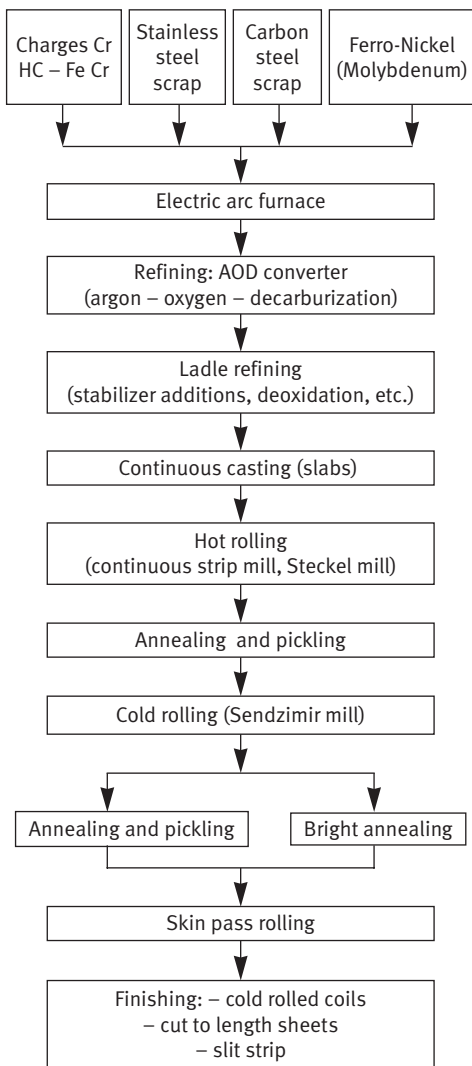 Charges Cr
HC – Fe Cr
Stainless
steel
scrap
Carbon
steel
scrap
Ferro-Nickel
(Molybdenum)
Electric arc furnace
Refining: AOD converter
(argon – oxygen – decarburization)
Ladle refining
(stabilizer additions, deoxidation, etc.)
Continuous casting (slabs)
Hot rolling
(continuous strip mill, Steckel mill)
Annealing and pickling
Cold rolling (Sendzimir mill)
Annealing and pickling
Bright annealing
Skin pass rolling
Finishing: – cold rolled coils
– cut to length sheets
– slit strip